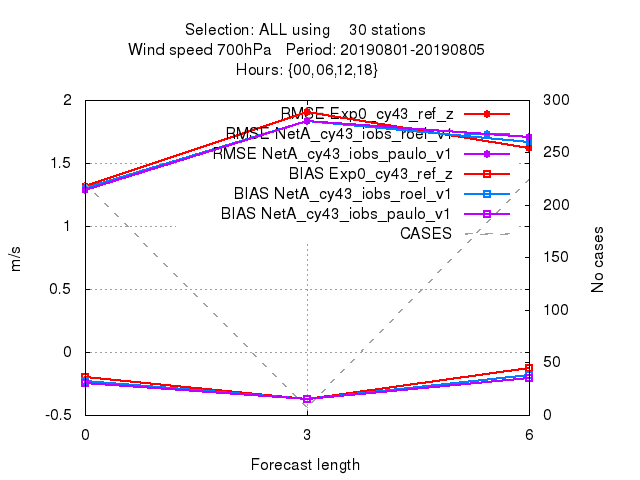 Selection: ALL using 30 stations
Wind speed 700hPa Period: 20190801-20190805
Hours: {00,06,12,18}
2
1.5
1
0.5
0
-0.5
300
250
200
150
100
50
0
RMSE Exp0_cy43_ref_z
RMSE NetA_cy43_iobs_roel_v1
RMSE NetA_cy43_iobs_paulo_v1
BIAS Exp0_cy43_ref_z
BIAS NetA_cy43_iobs_roel_v1
BIAS NetA_cy43_iobs_paulo_v1
CASES
m/s
No cases
0
3
6
Forecast length